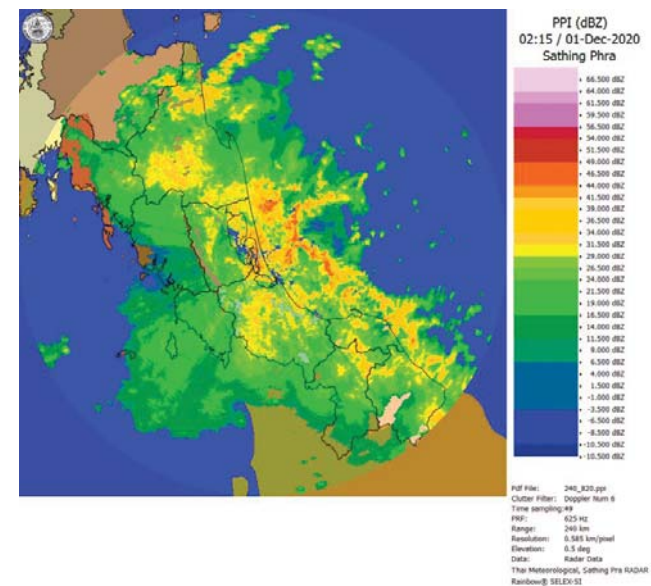 PPI (dBZ)
02:15 / 01-Dec-2020
Sathing Phra
66.500 dBZ
64.000 dBZ
61.500 dBZ
59.500 dBZ
56.500 dBZ
54.000 dBZ
51.500 dBZ
49.000 dBZ
46.500 dBZ
44.000 dBZ
41.500 dBZ
39.000 dBZ
36.500 dBZ
34.000 dBZ
31.500 dBZ
29.000 dBZ
26.500 dBZ
24.000 dBZ
21.500 dBZ
19.000 dBZ
16.500 dBZ
14.000 dBZ
11.500 dBZ
9.000 dBZ
6.500 dBZ
4.000 dBZ
1.500 dBZ
-1.000 dBZ
-3.500 dBZ
-6.500 dBZ
-8.500 dBZ
-10.500 dBZ
-10.500 dBZ
Pdf File: 240_820.ppi
Clutter Filter: Doppler Num 6
Time sampling:49
PRF: 625 Hz
Range: 240 km
Resolution: 0.585 km/pixel
Elevation: 0.5 deg
Data: Radar Data
Thai Meteorological, Sathing Pra RADAR
Rainbow® SELEX-SI